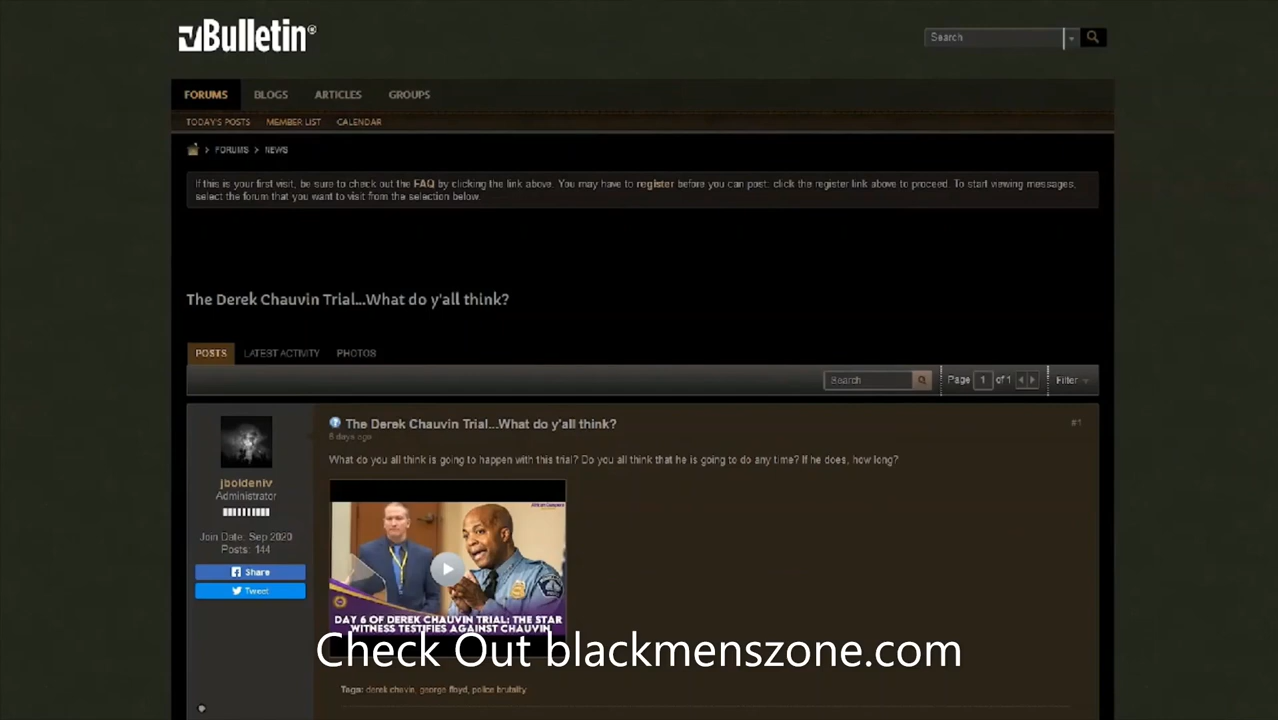 vBulletin
Search
FORUMS BLOGS ARTICLES GROUPS
TODAY'S POSTS MEMBER LIST CALENDAR
> FORUMS > NEWS
If this is your first visit, be sure to check out the FAQ by clicking the link above. You may have to register before you can post: click the register link above to proceed. To start viewing messages,
select the forum that you want to visit from the selection below.
The Derek Chauvin Trial...What do y'all think?
POSTS LATEST ACTIVITY PHOTOS
Search Page 1 of 1 Filter
The Derek Chauvin Trial...What do y'all think? #1
6 days ago
What do you all think is going to happen with this trial? Do you all think that he is going to do any time? If he does, how long?
jboldeniv
Administrator
Join Date: Sep 2020
Posts: 144
Share
Tweet
DAY 6 OF DEREK CHAUVIN TRIAL: THE STAR
WITNESS TESTIFIES AGAINST CHAUVIN
Check Out blackmenszone.com
Tags: derek chovin, george floyd, police brutality